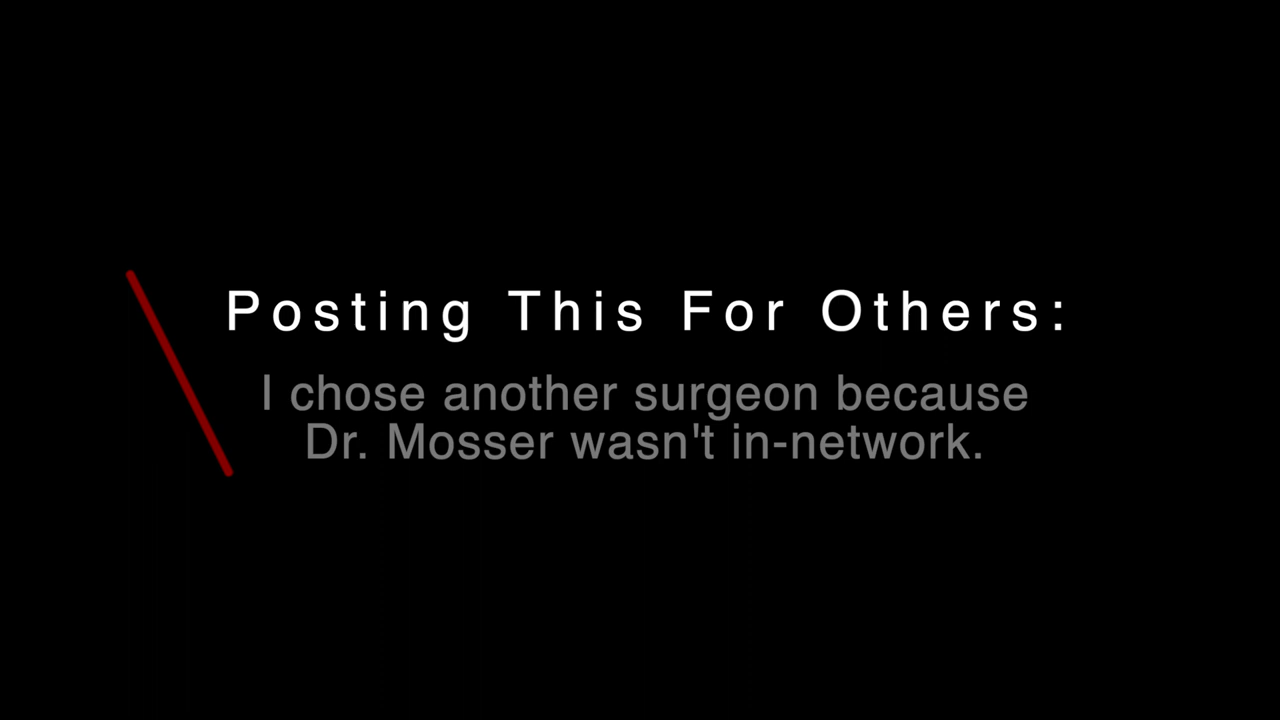 Posting This For Others:
I chose another surgeon because
Dr. Mosser wasn't in-network.